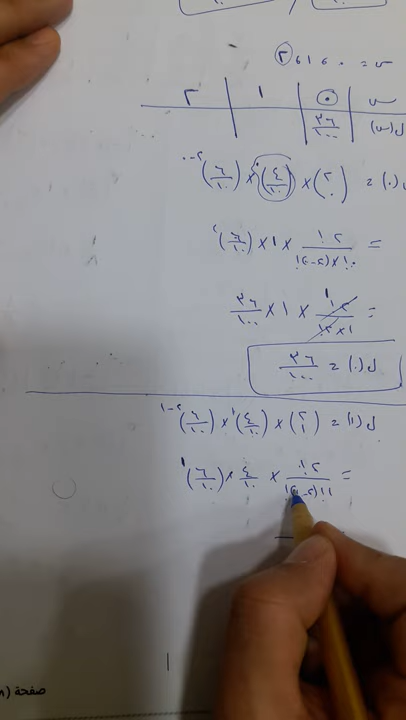 س = ٠ ، ١ ، ٢
س | ٠ | ١ | ٢
ل(س) | ٣٦/١٠٠
ل(٠) = (٢ ٠) × (٤/١٠)^٠ × (٦/١٠)^٢-٠
= ٢!/٠!×(٢-٠)! × ١ × (٦/١٠)^٢
= ٢!/١×٢! × ١ × ٣٦/١٠٠
ل(٠) = ٣٦/١٠٠
ل(١) = (٢ ١) × (٤/١٠)^١ × (٦/١٠)^٢-١
= ٢!/١!(٢-١)! × ٤/١٠ × (٦/١٠)^١
صفحة (